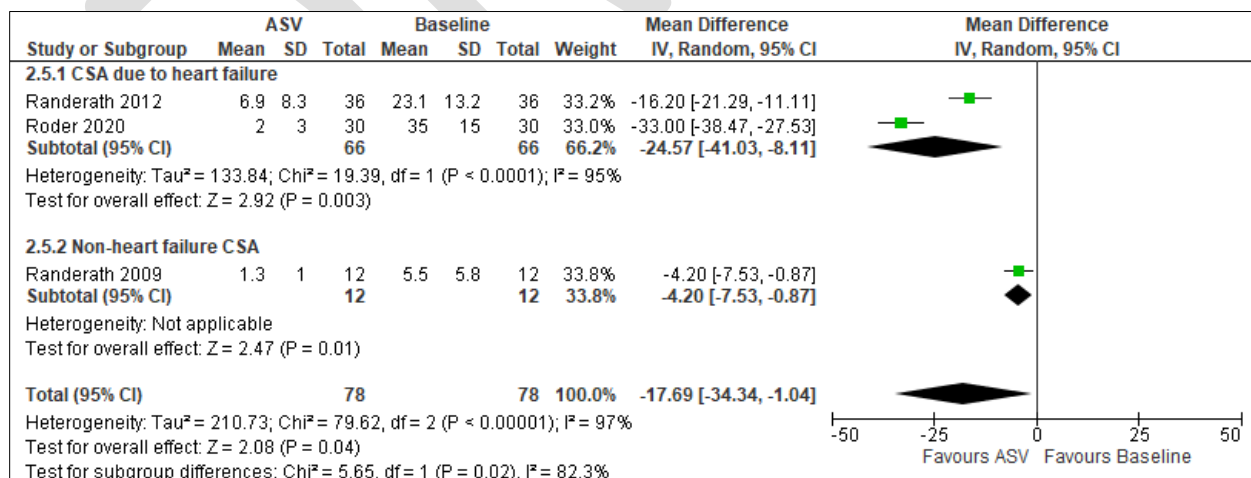 ASV Baseline Mean Difference Mean Difference
Study or Subgroup Mean SD Total Mean SD Total Weight IV, Random, 95% CI IV, Random, 95% CI
2.5.1 CSA due to heart failure
Randerath 2012 6.9 8.3 36 23.1 13.2 36 33.2% -16.20 [-21.29, -11.11]
Roder 2020 2 3 30 35 15 30 33.0% -33.00 [-38.47, -27.53]
Subtotal (95% CI) 66 66 66.2% -24.57 [-41.03, -8.11]
Heterogeneity: Tau² = 133.84; Chi² = 19.39, df = 1 (P < 0.0001); I² = 95%
Test for overall effect: Z = 2.92 (P = 0.003)
2.5.2 Non-heart failure CSA
Randerath 2009 1.3 1 12 5.5 5.8 12 33.8% -4.20 [-7.53, -0.87]
Subtotal (95% CI) 12 12 33.8% -4.20 [-7.53, -0.87]
Heterogeneity: Not applicable
Test for overall effect: Z = 2.47 (P = 0.01)
Total (95% CI) 78 78 100.0% -17.69 [-34.34, -1.04]
Heterogeneity: Tau² = 210.73; Chi² = 79.62, df = 2 (P < 0.00001); I² = 97%
Test for overall effect: Z = 2.08 (P = 0.04)
Test for subgroup differences: Chi² = 5.65, df = 1 (P = 0.02), I² = 82.3%
-50 -25 0 25 50
Favours ASV Favours Baseline